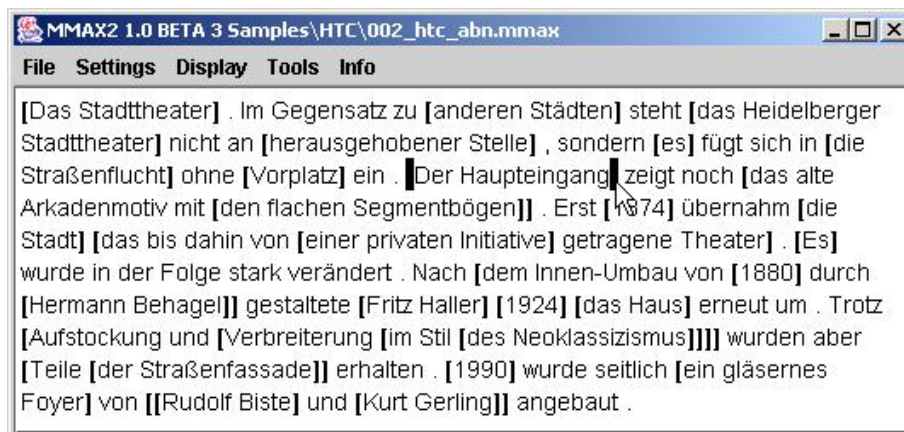 MMAX2 1.0 BETA 3 Samples\HTC\002_htc_abn.mmax
File Settings Display Tools Info
[Das Stadttheater] . Im Gegensatz zu [anderen Städten] steht [das Heidelberger
Stadttheater] nicht an [herausgehobener Stelle] , sondern [es] fügt sich in [die
Straßenflucht] ohne [Vorplatz] ein . [Der Haupteingang] zeigt noch [das alte
Arkadenmotiv mit [den flachen Segmentbögen]] . Erst [1874] übernahm [die
Stadt] [das bis dahin von [einer privaten Initiative] getragene Theater] . [Es]
wurde in der Folge stark verändert . Nach [dem Innen-Umbau von [1880] durch
[Hermann Behagel]] gestaltete [Fritz Haller] [1924] [das Haus] erneut um . Trotz
[Aufstockung und [Verbreiterung [im Stil [des Neoklassizismus]]]] wurden aber
[Teile [der Straßenfassade]] erhalten . [1990] wurde seitlich [ein gläsernes
Foyer] von [[Rudolf Biste] und [Kurt Gerling]] angebaut .